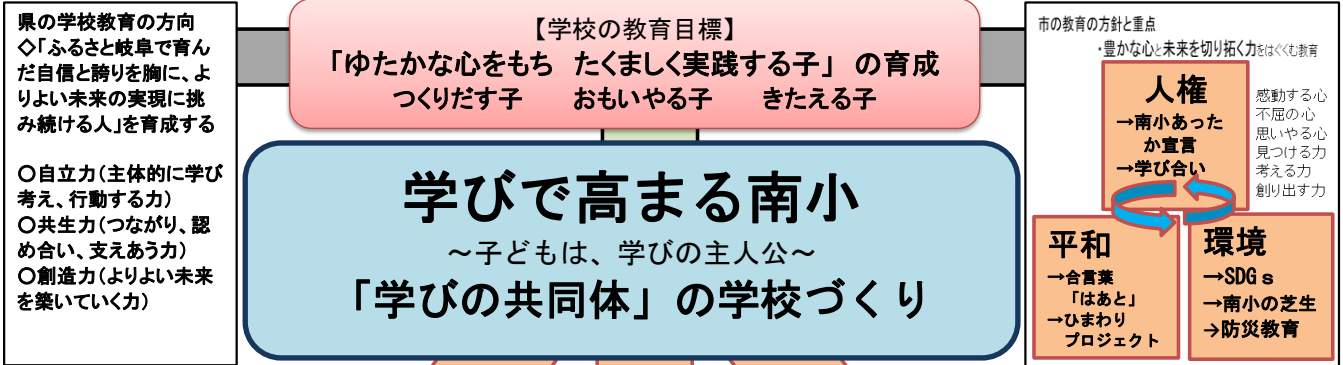 県の学校教育の方向
◇「ふるさと岐阜で育ん
だ自信と誇りを胸に、よ
りよい未来の実現に挑
み続ける人」を育成する
○自立力(主体的に学び
考え、行動する力)
○共生力(つながり、認
め合い、支えあう力)
○創造力(よりよい未来
を築いていく力)
【学校の教育目標】
「ゆたかな心をもち　たくましく実践する子」の育成
つくりだす子　　おもいやる子　　きたえる子
学びで高まる南小
～子どもは、学びの主人公～
「学びの共同体」の学校づくり
市の教育の方針と重点
・豊かな心と未来を切り拓く力をはぐくむ教育
人権
→南小あった
か宣言
→学び合い
感動する心
不屈の心
思いやる心
見つける力
考える力
創り出す力
平和
→合言葉
「はあと」
→ひまわり
プロジェクト
環境
→SDGｓ
→南小の芝生
→防災教育